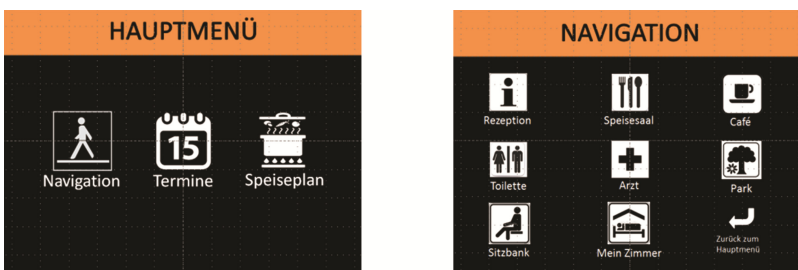 HAUPTMENÜ
15
Navigation
Termine
Speiseplan
NAVIGATION
Rezeption
Speisesaal
Café
Toilette
Arzt
Park
Sitzbank
Mein Zimmer
Zurück zum
Hauptmenü